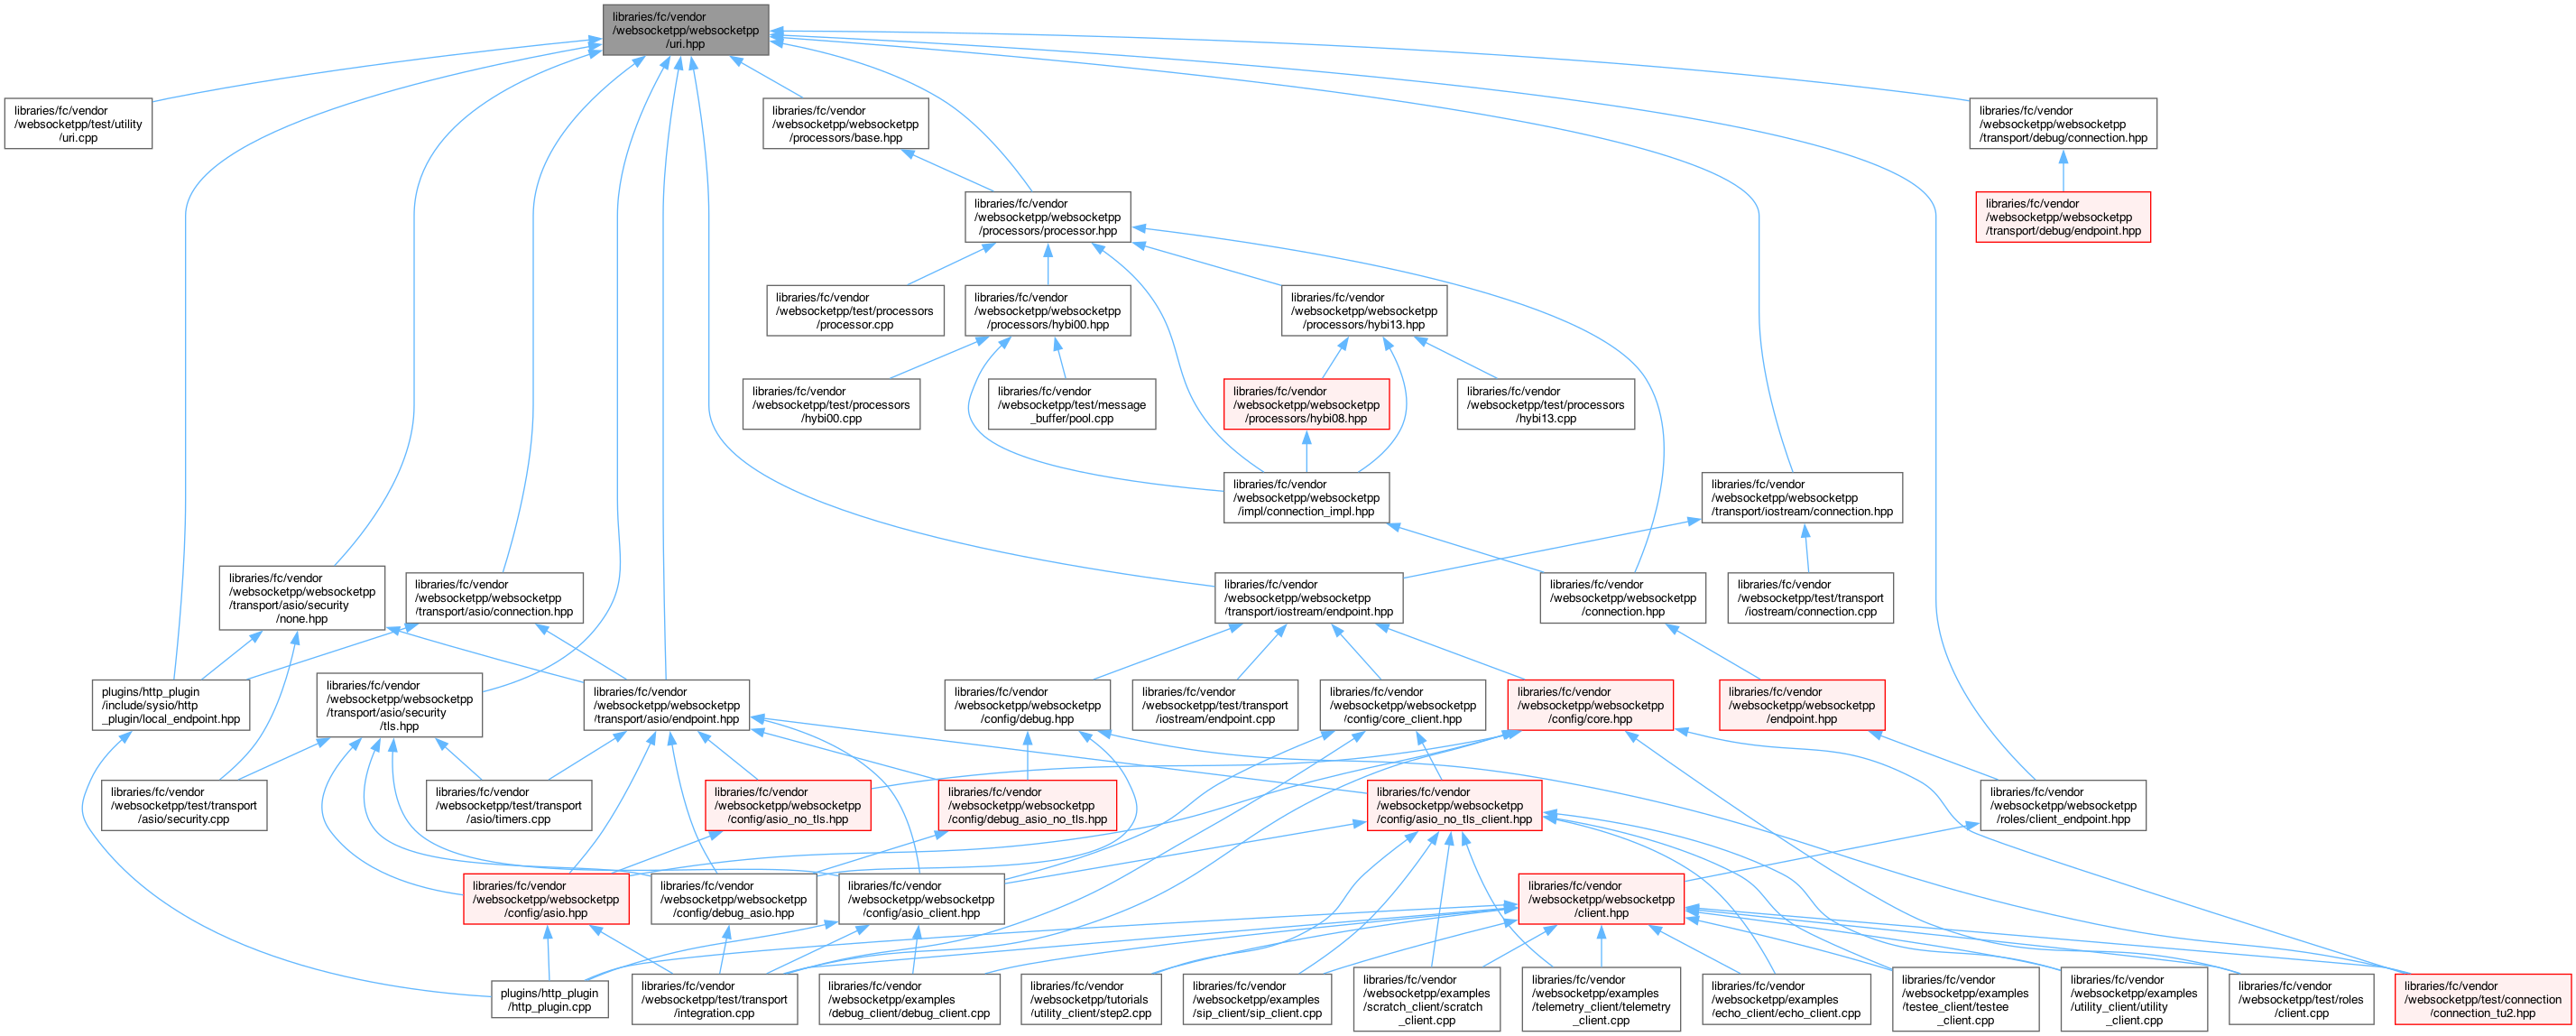 libraries/fc/vendor
/websocketpp/websocketpp
/uri.hpp
libraries/fc/vendor
/websocketpp/test/utility
/uri.cpp
libraries/fc/vendor
/websocketpp/websocketpp
/processors/base.hpp
libraries/fc/vendor
/websocketpp/websocketpp
/transport/debug/connection.hpp
libraries/fc/vendor
/websocketpp/websocketpp
/processors/processor.hpp
libraries/fc/vendor
/websocketpp/websocketpp
/transport/debug/endpoint.hpp
libraries/fc/vendor
/websocketpp/test/processors
/processor.cpp
libraries/fc/vendor
/websocketpp/websocketpp
/processors/hybi00.hpp
libraries/fc/vendor
/websocketpp/websocketpp
/processors/hybi13.hpp
libraries/fc/vendor
/websocketpp/test/processors
/hybi00.cpp
libraries/fc/vendor
/websocketpp/test/message
_buffer/pool.cpp
libraries/fc/vendor
/websocketpp/websocketpp
/processors/hybi08.hpp
libraries/fc/vendor
/websocketpp/test/processors
/hybi13.cpp
libraries/fc/vendor
/websocketpp/websocketpp
/impl/connection_impl.hpp
libraries/fc/vendor
/websocketpp/websocketpp
/transport/iostream/connection.hpp
libraries/fc/vendor
/websocketpp/websocketpp
/transport/asio/security
/none.hpp
libraries/fc/vendor
/websocketpp/websocketpp
/transport/asio/connection.hpp
libraries/fc/vendor
/websocketpp/websocketpp
/transport/iostream/endpoint.hpp
libraries/fc/vendor
/websocketpp/websocketpp
/connection.hpp
libraries/fc/vendor
/websocketpp/test/transport
/iostream/connection.cpp
plugins/http_plugin
/include/sysio/http
_plugin/local_endpoint.hpp
libraries/fc/vendor
/websocketpp/websocketpp
/transport/asio/security
/tls.hpp
libraries/fc/vendor
/websocketpp/websocketpp
/transport/asio/endpoint.hpp
libraries/fc/vendor
/websocketpp/websocketpp
/config/debug.hpp
libraries/fc/vendor
/websocketpp/test/transport
/iostream/endpoint.cpp
libraries/fc/vendor
/websocketpp/websocketpp
/config/core_client.hpp
libraries/fc/vendor
/websocketpp/websocketpp
/config/core.hpp
libraries/fc/vendor
/websocketpp/websocketpp
/endpoint.hpp
libraries/fc/vendor
/websocketpp/test/transport
/asio/security.cpp
libraries/fc/vendor
/websocketpp/test/transport
/asio/timers.cpp
libraries/fc/vendor
/websocketpp/websocketpp
/config/asio_no_tls.hpp
libraries/fc/vendor
/websocketpp/websocketpp
/config/debug_asio_no_tls.hpp
libraries/fc/vendor
/websocketpp/websocketpp
/config/asio_no_tls_client.hpp
libraries/fc/vendor
/websocketpp/websocketpp
/roles/client_endpoint.hpp
libraries/fc/vendor
/websocketpp/websocketpp
/config/asio.hpp
libraries/fc/vendor
/websocketpp/websocketpp
/config/debug_asio.hpp
libraries/fc/vendor
/websocketpp/websocketpp
/config/asio_client.hpp
libraries/fc/vendor
/websocketpp/websocketpp
/client.hpp
plugins/http_plugin
/http_plugin.cpp
libraries/fc/vendor
/websocketpp/test/transport
/integration.cpp
libraries/fc/vendor
/websocketpp/examples
/debug_client/debug_client.cpp
libraries/fc/vendor
/websocketpp/tutorials
/utility_client/step2.cpp
libraries/fc/vendor
/websocketpp/examples
/sip_client/sip_client.cpp
libraries/fc/vendor
/websocketpp/examples
/scratch_client/scratch
_client.cpp
libraries/fc/vendor
/websocketpp/examples
/telemetry_client/telemetry
_client.cpp
libraries/fc/vendor
/websocketpp/examples
/echo_client/echo_client.cpp
libraries/fc/vendor
/websocketpp/examples
/testee_client/testee
_client.cpp
libraries/fc/vendor
/websocketpp/examples
/utility_client/utility
_client.cpp
libraries/fc/vendor
/websocketpp/test/roles
/client.cpp
libraries/fc/vendor
/websocketpp/test/connection
/connection_tu2.hpp